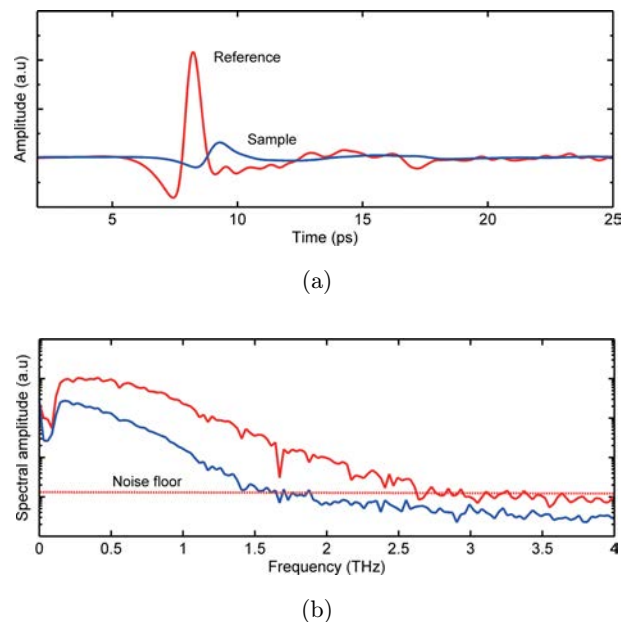 Amplitude (a.u)
Reference
Sample
5 10 15 20 25
Time (ps)
(a)
Spectral amplitude (a.u)
Noise floor
0 0.5 1 1.5 2 2.5 3 3.5 4
Frequency (THz)
(b)